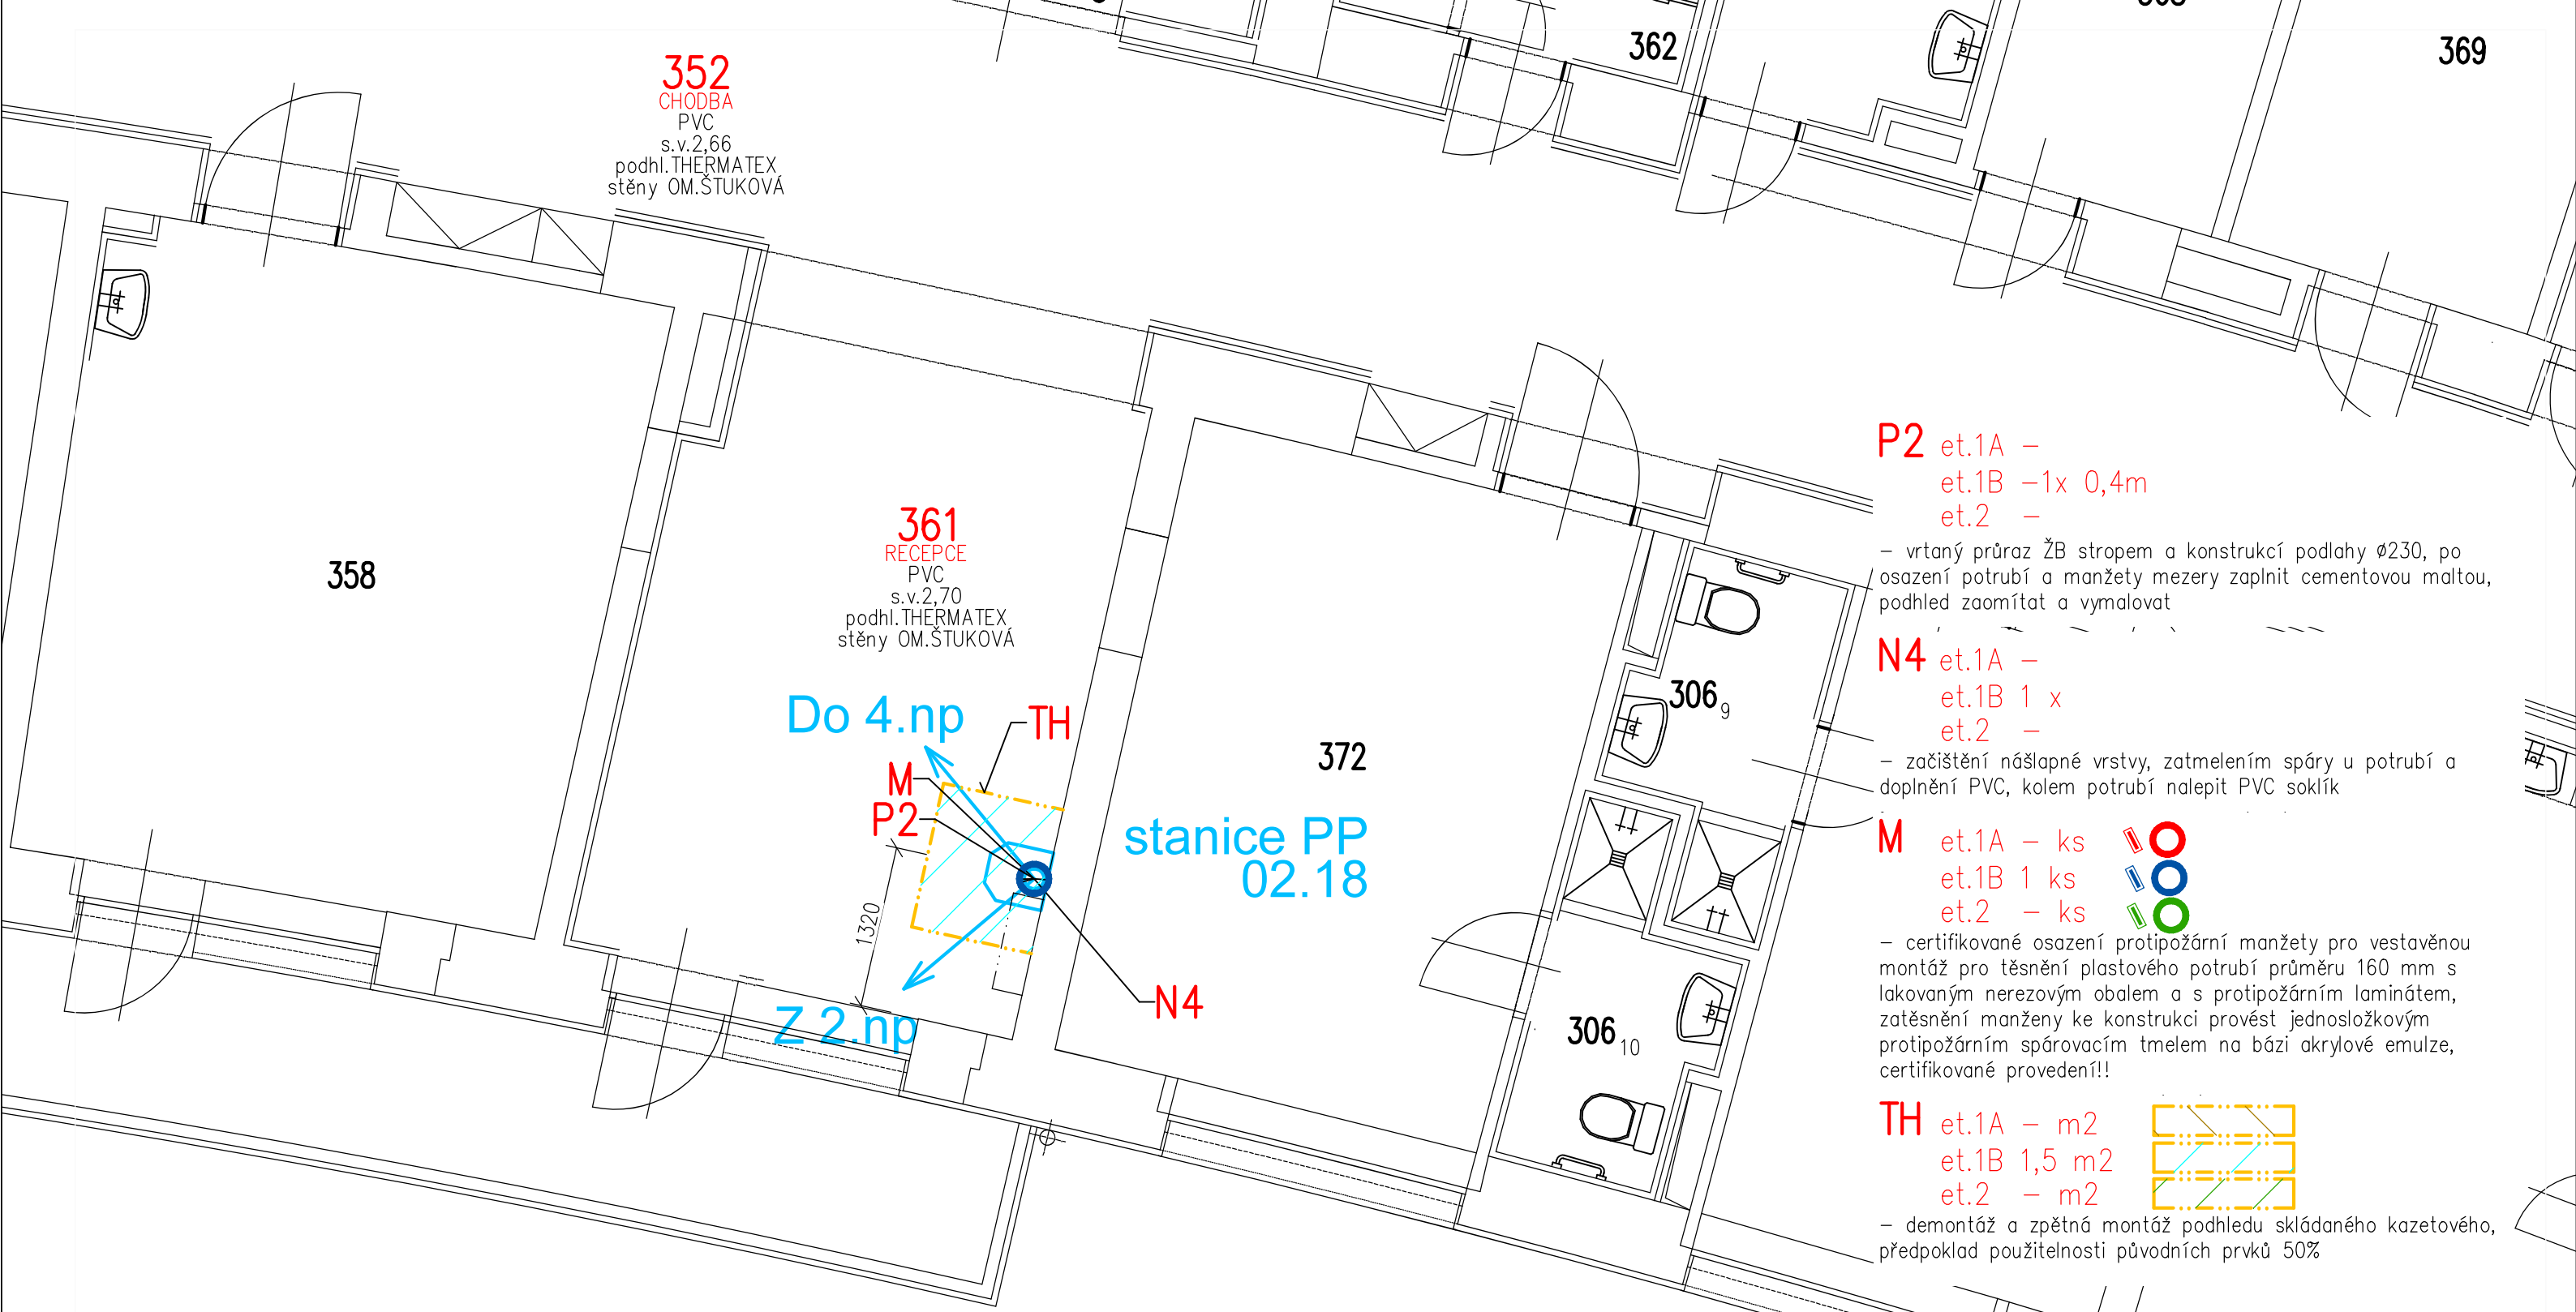 362
369
352
CHODBA
PVC
s.v.2,66
podhl.THERMATEX
stěny OM.ŠTUKOVÁ
358
361
RECEPCE
PVC
s.v.2,70
podhl.THERMATEX
stěny OM.ŠTUKOVÁ
Do 4.np
TH
M
P2
1320
Z 2.np
N4
372
stanice PP
02.18
306 9
306 10
P2 et.1A –
et.1B –1x 0,4m
et.2 –
– vrtaný průraz ŽB stropem a konstrukcí podlahy ø230, po
osazení potrubí a manžety mezery zaplnit cementovou maltou,
podhled zaomítat a vymalovat
N4 et.1A –
et.1B 1 x
et.2 –
– začištění nášlapné vrstvy, zatmelením spáry u potrubí a
doplnění PVC, kolem potrubí nalepit PVC soklík
M et.1A – ks
et.1B 1 ks
et.2 – ks
– certifikované osazení protipožární manžety pro vestavěnou
montáž pro těsnění plastového potrubí průměru 160 mm s
lakovaným nerezovým obalem a s protipožárním laminátem,
zatěsnění manženy ke konstrukci provést jednosložkovým
protipožárním spárovacím tmelem na bázi akrylové emulze,
certifikované provedení!!
TH et.1A – m2
et.1B 1,5 m2
et.2 – m2
– demontáž a zpětná montáž podhledu skládaného kazetového,
předpoklad použitelnosti původních prvků 50%